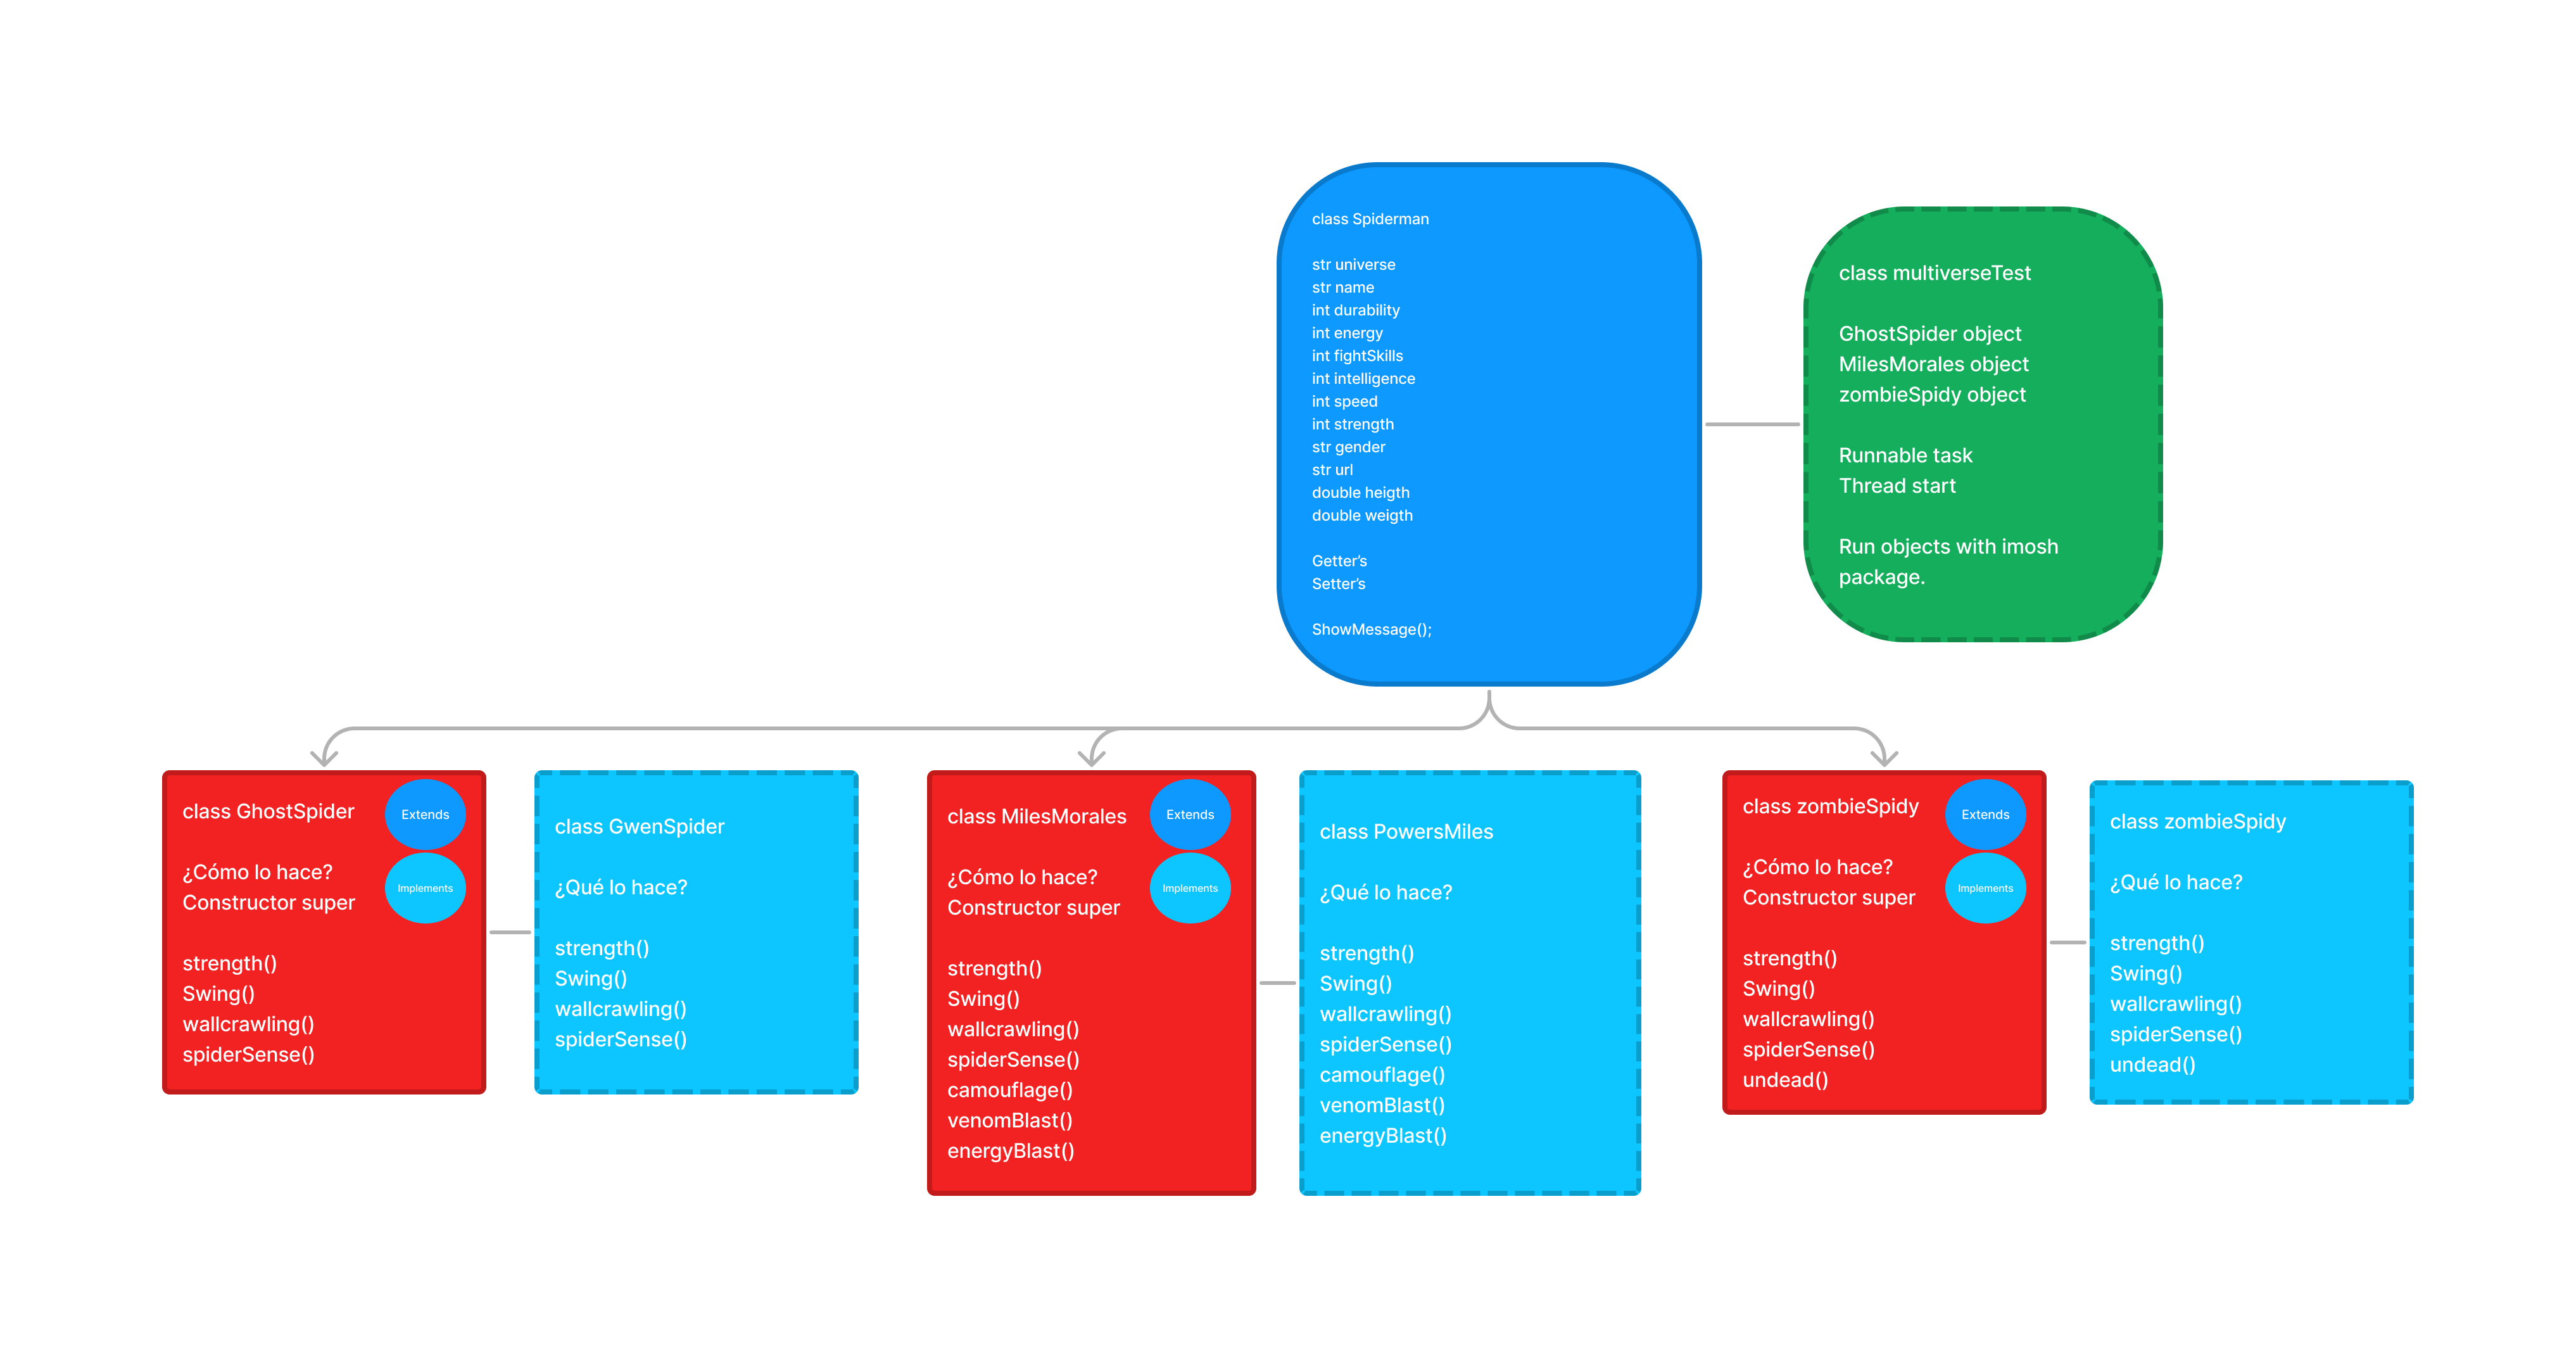 class Spiderman
str universe
str name
int durability
int energy
int fightSkills
int intelligence
int speed
int strength
str gender
str url
double heigth
double weigth
Getter’s
Setter’s
ShowMessage();
class multiverseTest
GhostSpider object
MilesMorales object
zombieSpidy object
Runnable task
Thread start
Run objects with imosh
package.
class GhostSpider
Extends
Implements
¿Cómo lo hace?
Constructor super
strength()
Swing()
wallcrawling()
spiderSense()
class GwenSpider
¿Qué lo hace?
strength()
Swing()
wallcrawling()
spiderSense()
class MilesMorales
Extends
Implements
¿Cómo lo hace?
Constructor super
strength()
Swing()
wallcrawling()
spiderSense()
camouflage()
venomBlast()
energyBlast()
class PowersMiles
¿Qué lo hace?
strength()
Swing()
wallcrawling()
spiderSense()
camouflage()
venomBlast()
energyBlast()
class zombieSpidy
Extends
Implements
¿Cómo lo hace?
Constructor super
strength()
Swing()
wallcrawling()
spiderSense()
undead()
class zombieSpidy
¿Qué lo hace?
strength()
Swing()
wallcrawling()
spiderSense()
undead()